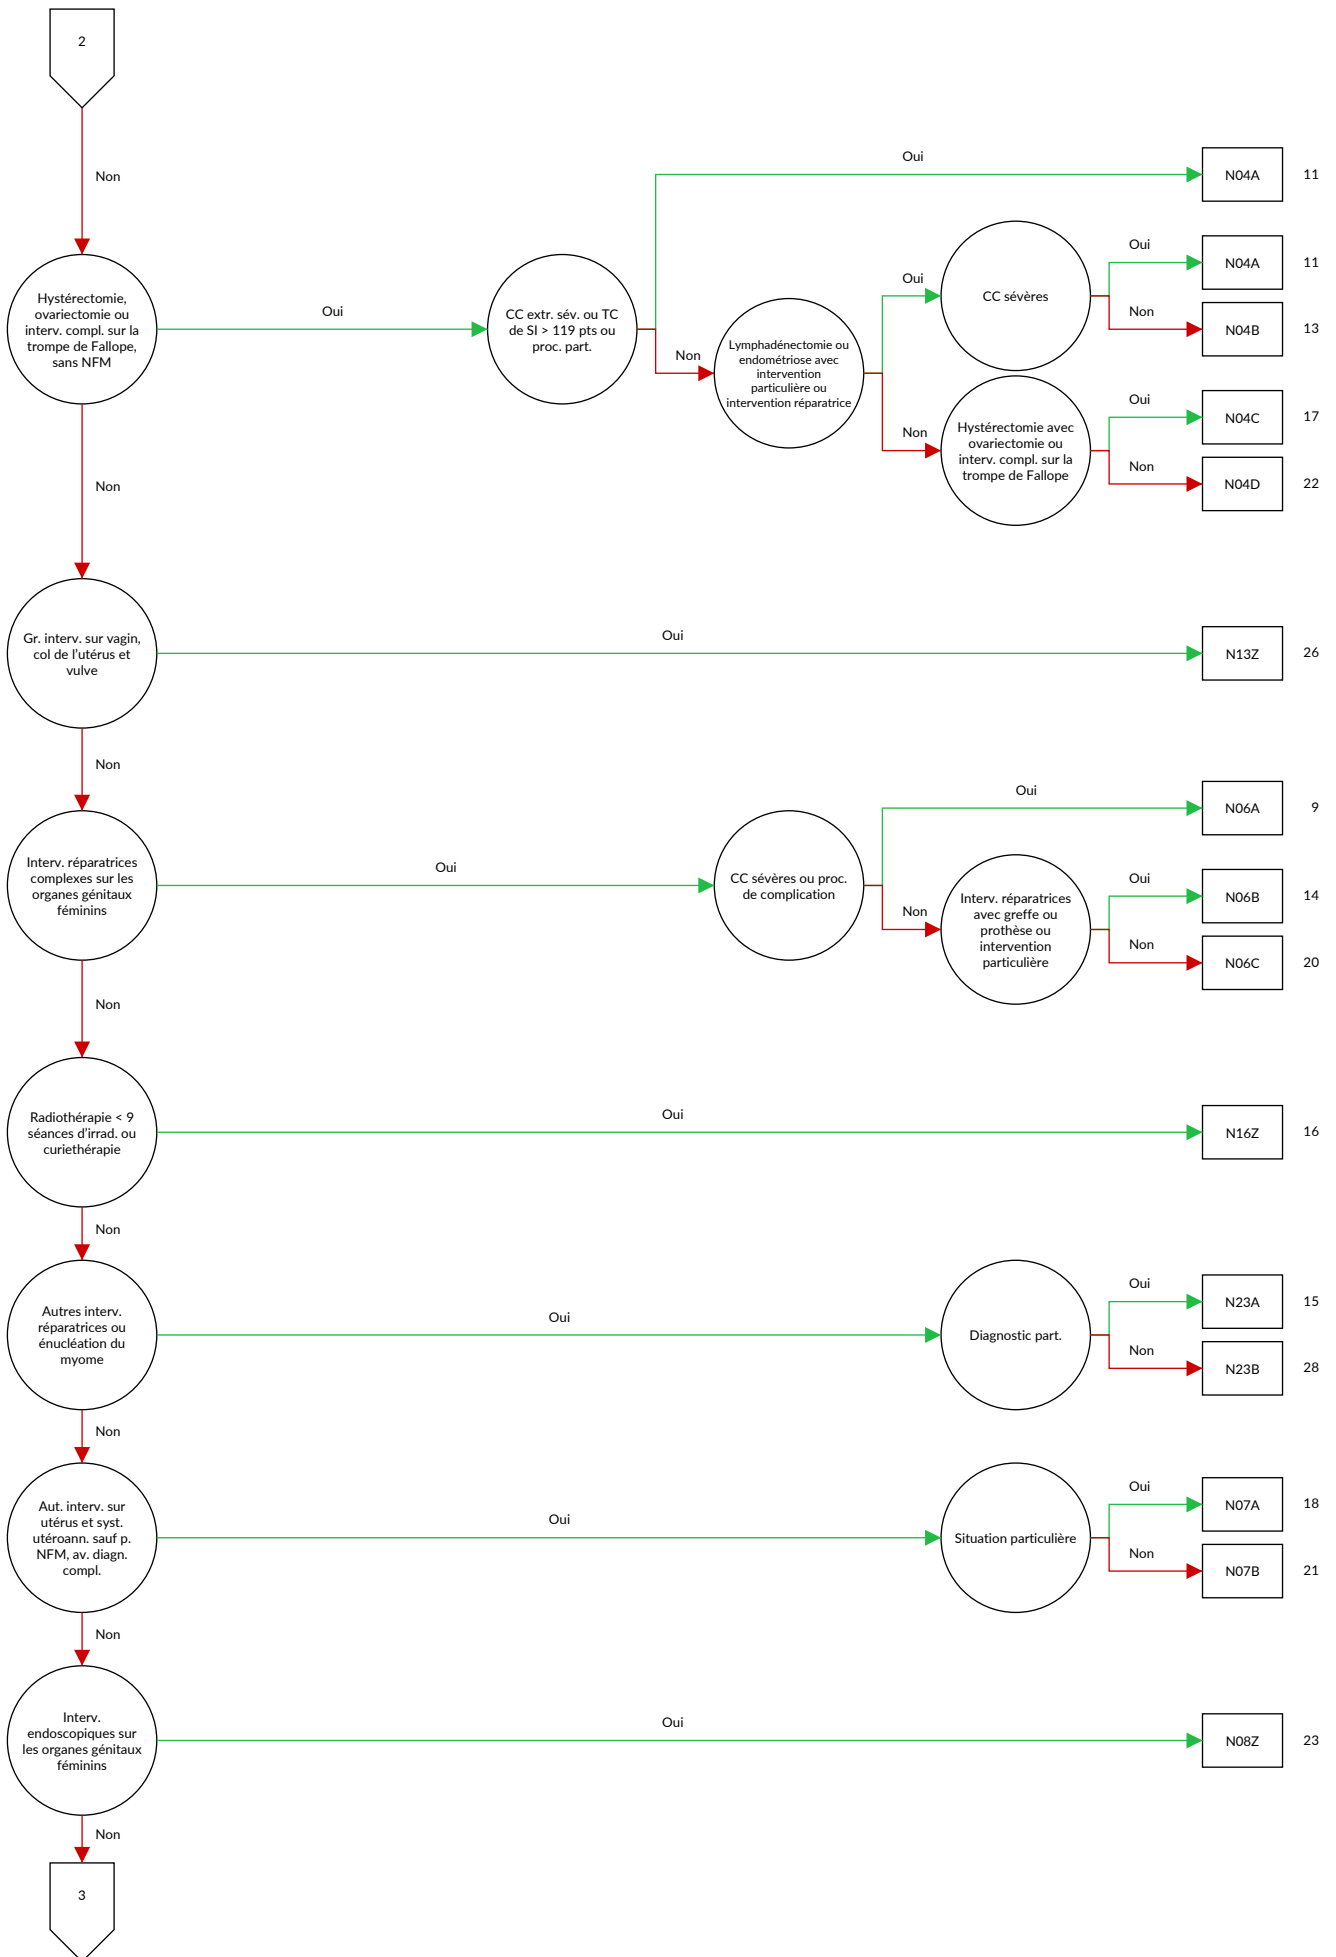 2
Non
Oui
N04A
11
Hystérectomie,
ovariectomie ou
interv. compl. sur la
trompe de Fallope,
sans NFM
Oui
CC extr. sév. ou TC
de SI > 119 pts ou
proc. part.
Non
Lymphadénectomie ou
endométriose avec
intervention
particulière ou
intervention réparatrice
Oui
CC sévères
Oui
N04A
11
Non
N04B
13
Non
Hystérectomie avec
ovariectomie ou
interv. compl. sur la
trompe de Fallope
Oui
N04C
17
Non
N04D
22
Non
Gr. interv. sur vagin,
col de l'utérus et
vulve
Oui
N13Z
26
Non
Interv. réparatrices
complexes sur les
organes génitaux
féminins
Oui
CC sévères ou proc.
de complication
Oui
N06A
9
Non
Interv. réparatrices
avec greffe ou
prothèse ou
intervention
particulière
Oui
N06B
14
Non
N06C
20
Non
Radiothérapie < 9
séances d'irrad. ou
curiethérapie
Oui
N16Z
16
Non
Autres interv.
réparatrices ou
énucléation du
myome
Oui
Diagnostic part.
Oui
N23A
15
Non
N23B
28
Non
Aut. interv. sur
utérus et syst.
utéroann. sauf p.
NFM, av. diagn.
compl.
Oui
Situation particulière
Oui
N07A
18
Non
N07B
21
Non
Interv.
endoscopiques sur
les organes génitaux
féminins
Oui
N08Z
23
Non
3